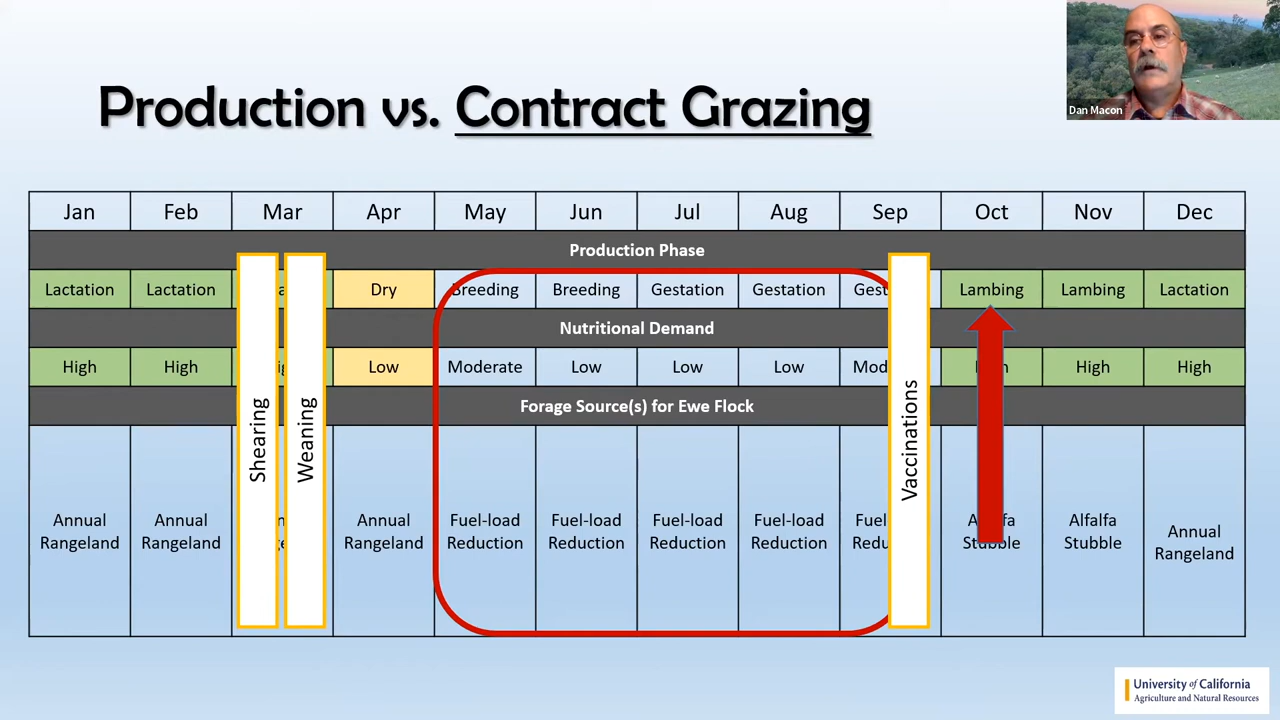 Dan Macon
Production vs. Contract Grazing
Jan Feb Mar Apr May Jun Jul Aug Sep Oct Nov Dec
Production Phase
Lactation Lactation Dry Breeding Breeding Gestation Gestation Lambing Lambing Lactation
Nutritional Demand
High High Low Moderate Low Low Low High High
Forage Source(s) for Ewe Flock
Annual Rangeland
Annual Rangeland
Annual Rangeland
Fuel-load Reduction
Fuel-load Reduction
Fuel-load Reduction
Fuel-load Reduction
Alfalfa Stubble
Alfalfa Stubble
Annual Rangeland
Shearing
Weaning
Vaccinations
University of California
Agriculture and Natural Resources